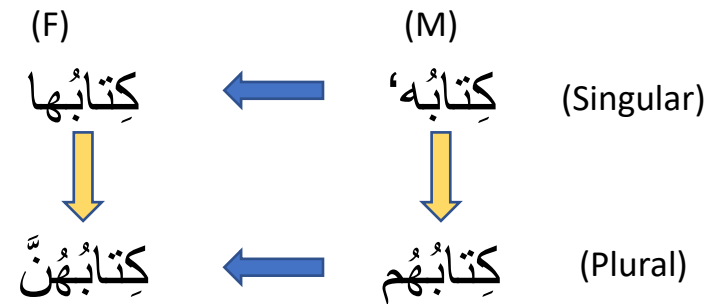 (F) (M)
كِتابُها كِتابُه‘ (Singular)
كِتابُهُنَّ كِتابُهُم (Plural)